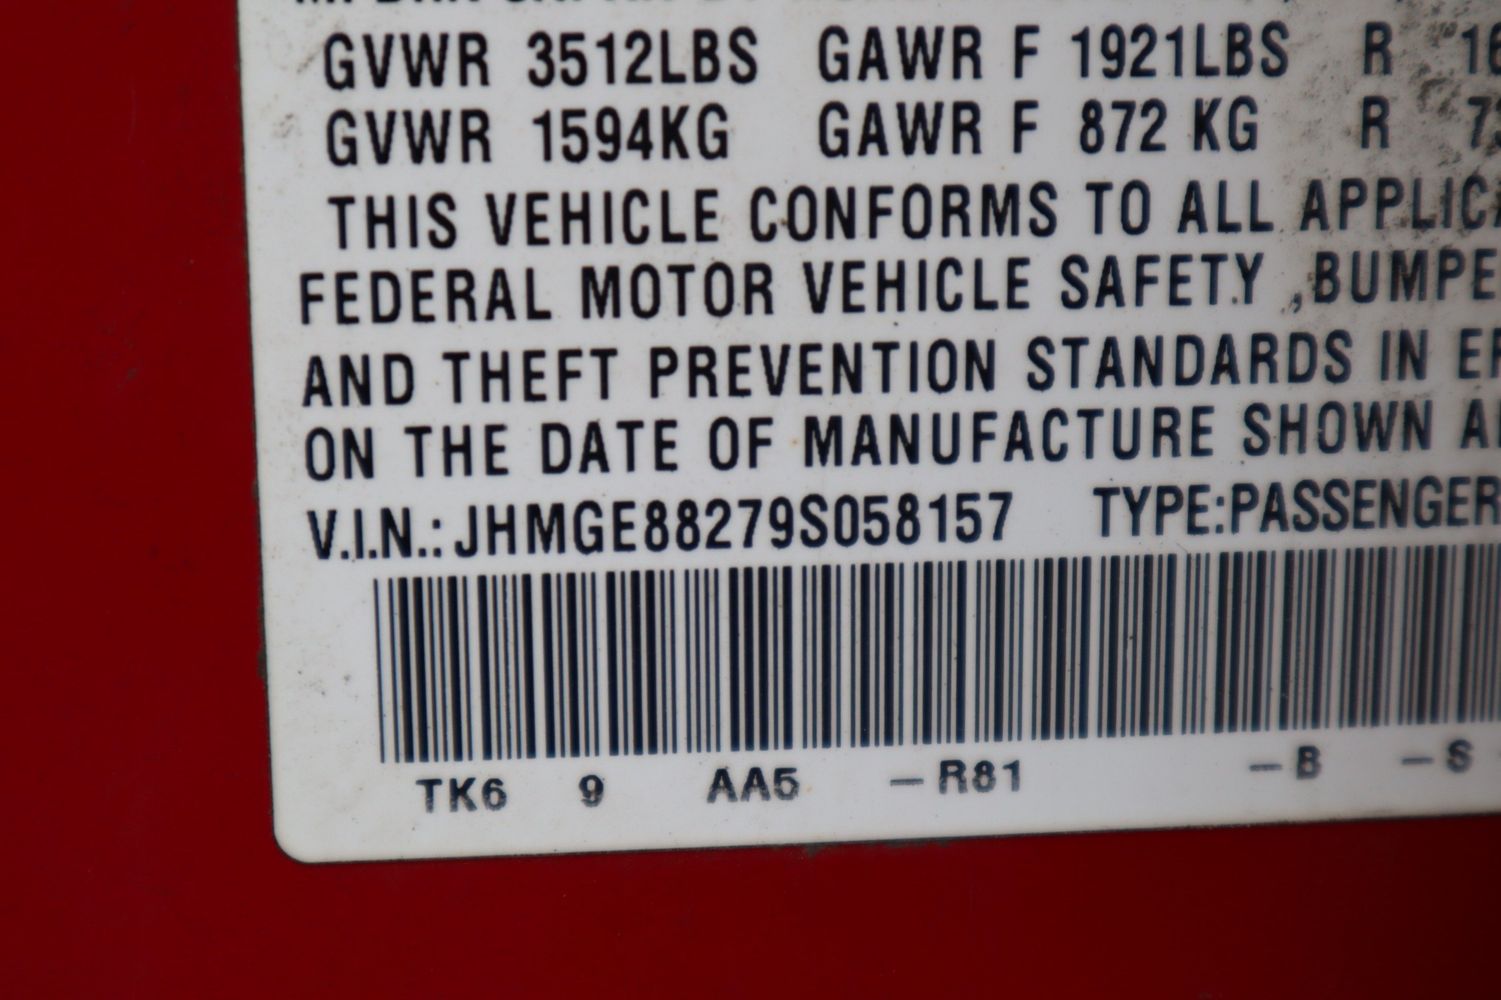 GVWR 3512LBS GAWR F 1921LBS R
GVWR 1594KG GAWR F 872 KG R
THIS VEHICLE CONFORMS TO ALL APPLIC
FEDERAL MOTOR VEHICLE SAFETY ,BUMPE
AND THEFT PREVENTION STANDARDS IN
ON THE DATE OF MANUFACTURE SHOWN
V.I.N.: JHMGE88279S058157 TYPE:PASSENGER
TK6 9 AA5 -R81 -B -S